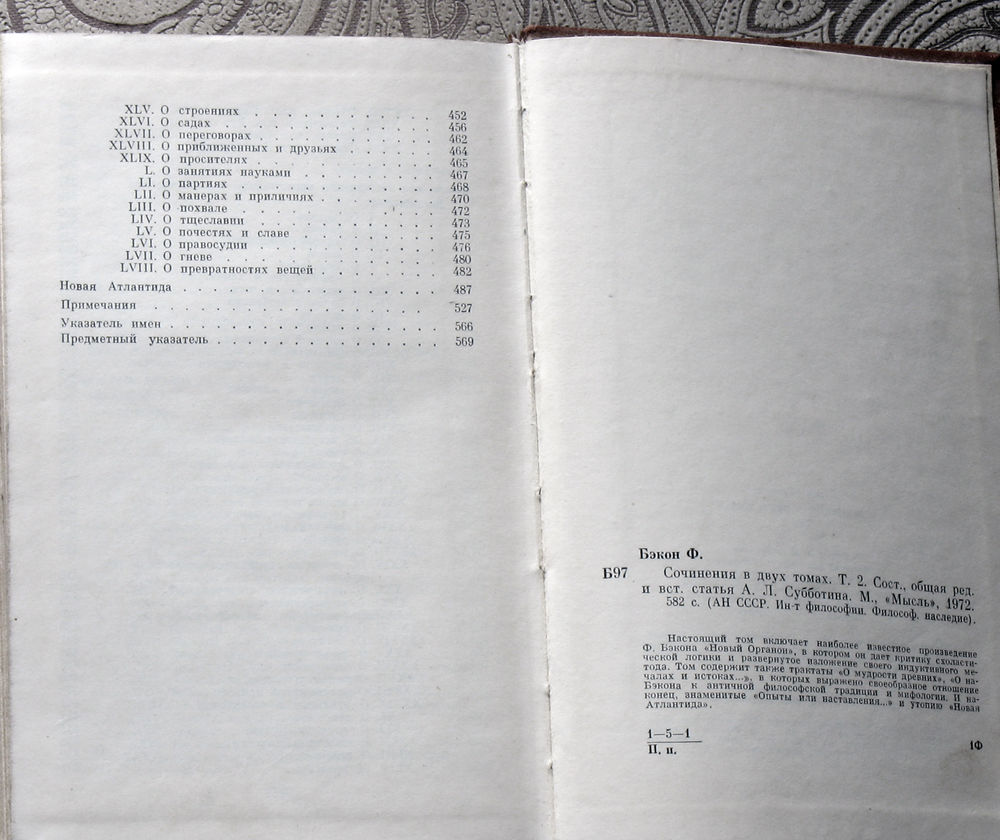 XLV. О строениях . . . . . . . . . . . 452
XLVI. О садах . . . . . . . . . . . . 456
XLVII. О переговорах . . . . . . . . . . 462
XLVIII. О приближенных и друзьях . . . . . . 464
XLIX. О просителях . . . . . . . . . . . 465
L. О занятиях науками . . . . . . . . 467
LI. О партиях . . . . . . . . . . . . 468
LII. О манерах и приличиях . . . . . . . 470
LIII. О похвале . . . . . . . . . . . . 472
LIV. О тщеславии . . . . . . . . . . . 473
LV. О почестях и славе . . . . . . . . 475
LVI. О правосудии . . . . . . . . . . 476
LVII. О гневе . . . . . . . . . . . . 480
LVIII. О превратностях вещей . . . . . . . 482
Новая Атлантида . . . . . . . . . . . . . . . 487
Примечания . . . . . . . . . . . . . . . . 527
Указатель имен . . . . . . . . . . . . . . . . 566
Предметный указатель . . . . . . . . . . . . . 569
Бэкон Ф.
Б97 Сочинения в двух томах. Т. 2. Сост., общая ред.
и вст. статья А. Л. Субботина. М., «Мысль», 1972.
582 с. (АН СССР. Ин-т философии. Философ. наследие).
Настоящий том включает наиболее известное произведение
Ф. Бэкона «Новый Органон», в котором он дает критику схоласти-
ческой логики и развернутое изложение своего индуктивного ме-
тода. Том содержит также трактаты «О мудрости древних», «О на-
чалах и истоках...», в которых выражено своеобразное отношение
Бэкона к античной философской традиции и мифологии. И на-
конец, знаменитые «Опыты или наставления...» и утопию «Новая
Атлантида».
1—5—1
П. и.
1Ф